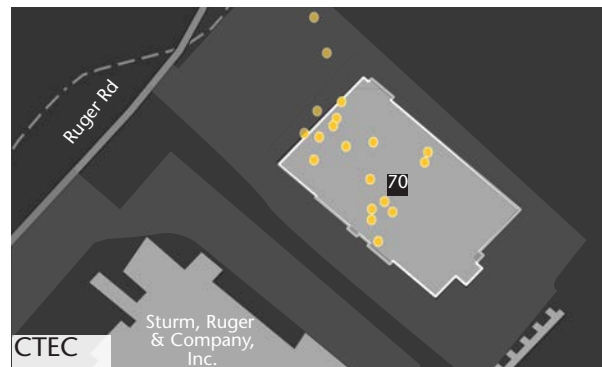 Ruger Rd
70
Sturm, Ruger
& Company,
Inc.
CTEC